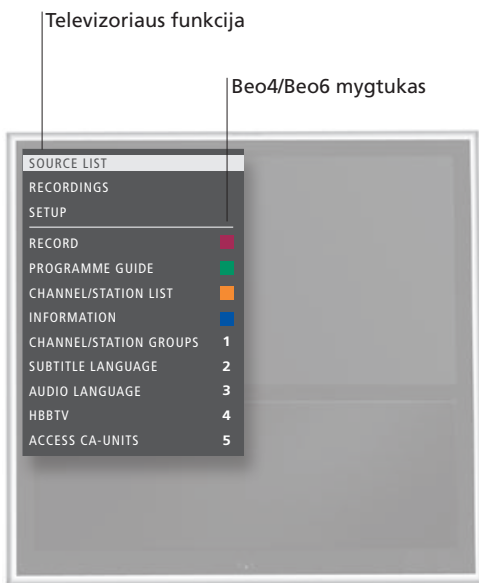 Televizoriaus funkcija
Beo4/Beo6 mygtukas
SOURCE LIST
RECORDINGS
SETUP
RECORD
PROGRAMME GUIDE
CHANNEL/STATION LIST
INFORMATION
CHANNEL/STATION GROUPS 1
SUBTITLE LANGUAGE 2
AUDIO LANGUAGE 3
HBBTV 4
ACCESS CA-UNITS 5